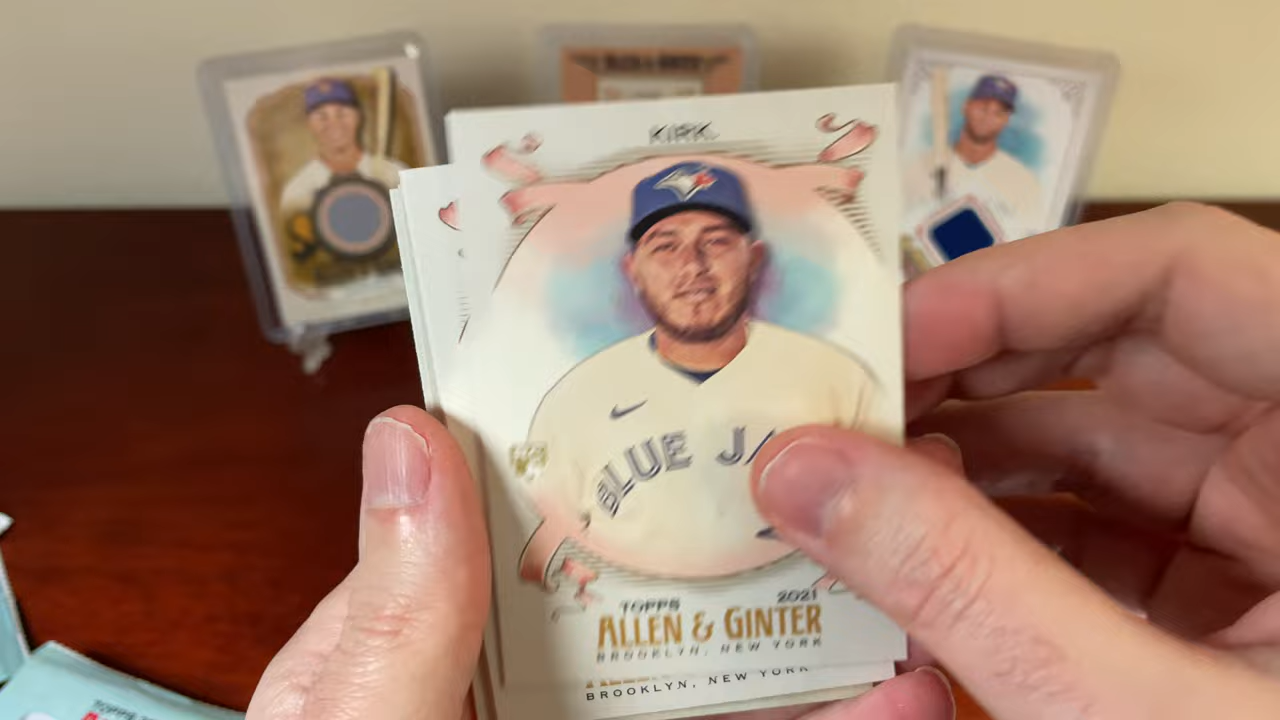 KIRK.
BLUE JA
TOPPS 2021
ALLEN & GINTER
BROOKLYN, NEW YORK
BROOKLYN, NEW YORK